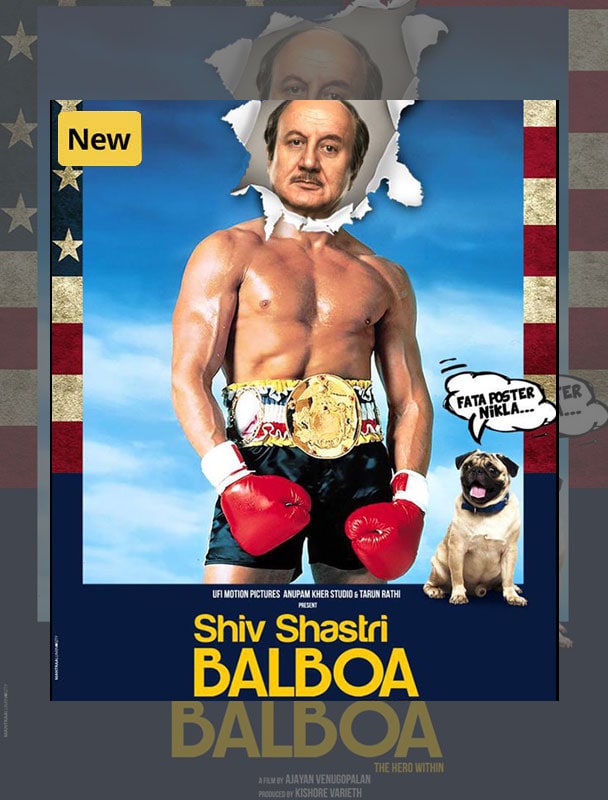 New
FATA POSTER
NiKLA...
ER
...
UFI MOTION PICTURES ANUPAM KHER STUDIO & TARUN RATHI
PRESENT
Shiv Shastri
BALBOA
BALBOA
THE HERO WITHIN
A FILM BY AJAYAN VENUGOPALAN
PRODUCED BY KISHORE VARIETH